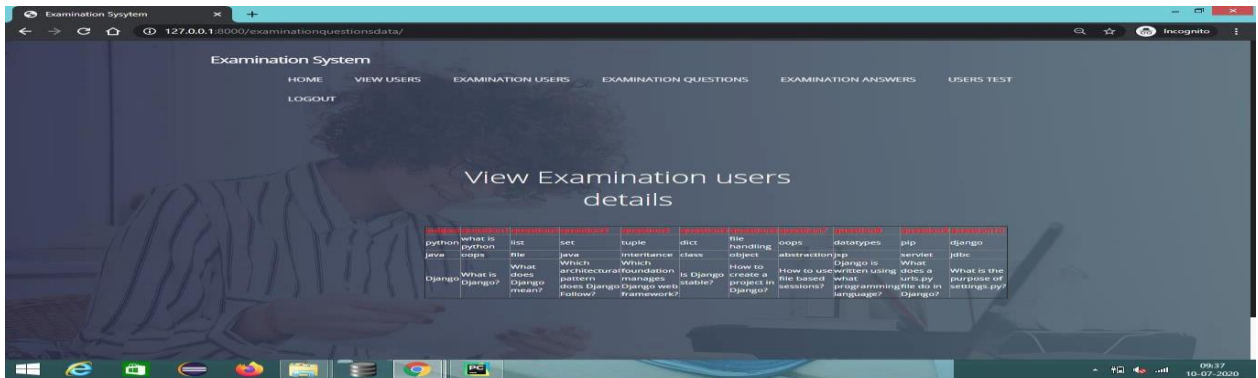 Examination Sysytem
127.0.0.1:8000/examinationquestionsdata/
Incognito
Examination System
HOME VIEW USERS EXAMINATION USERS EXAMINATION QUESTIONS EXAMINATION ANSWERS USERS TEST
LOGOUT
View Examination users
details
python what is python list set tuple dict file handling oops datatypes pip django
java oops file java interitance class object abstraction jsp servlet jdbc
Django What is Django? What does Django mean? Which architectural pattern does Django Follow? Which foundation manages Django web framework? Is Django stable? How to create a project in Django? How to use file based sessions? Django is written using what programming language? What does a urls.py file do in Django? What is the purpose of settings.py?
09:37
10-07-2020